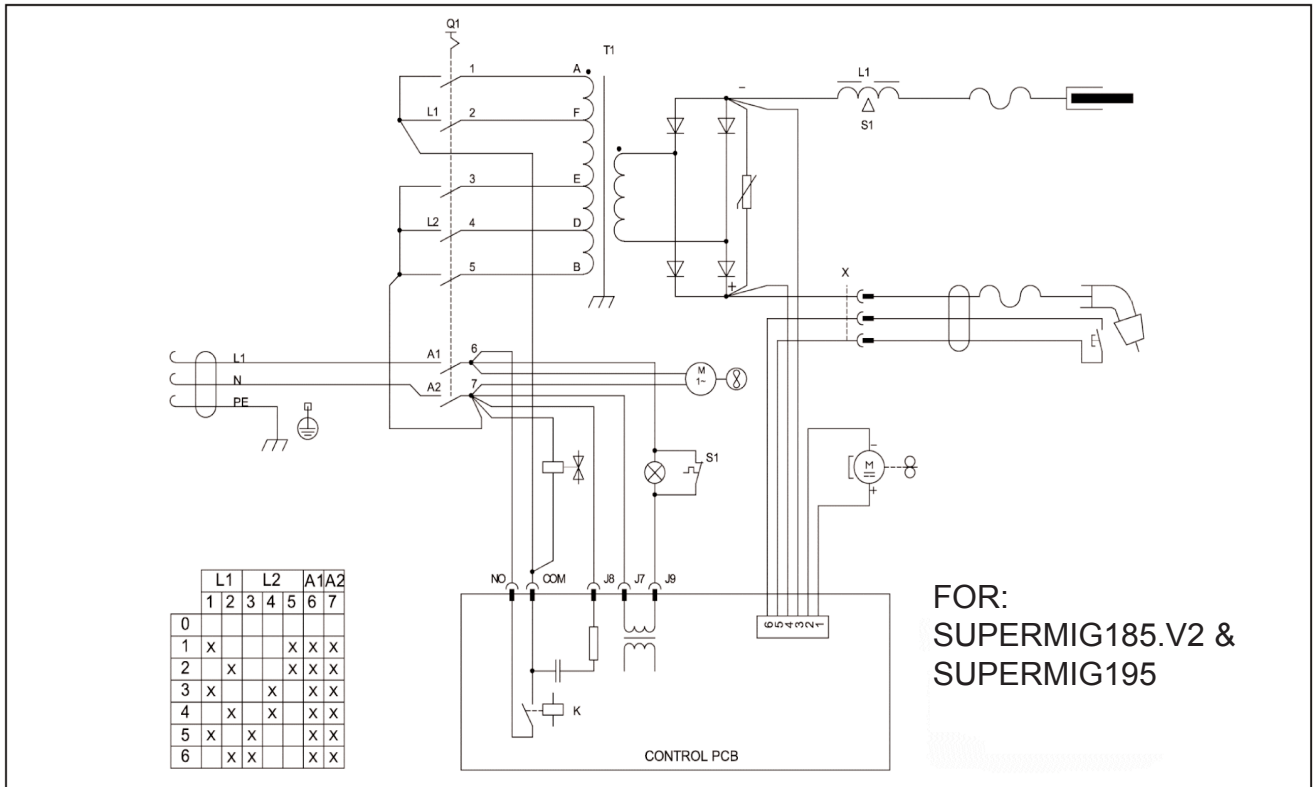 Q1
T1
1
A
L1
F
L1 2
S1
3
E
L2 4
D
5
B
-
+
X
L1
A1 6
N
A2 7
PE
M
1~
S1
-
M
+
NO COM J8 J7 J9
6 5 4 3 2 1
K
CONTROL PCB
L1 L2 A1 A2
1 2 3 4 5 6 7
0
1 X X X X
2 X X X X
3 X X X X
4 X X X X
5 X X X X
6 X X X X
FOR:
SUPERMIG185.V2 &
SUPERMIG195